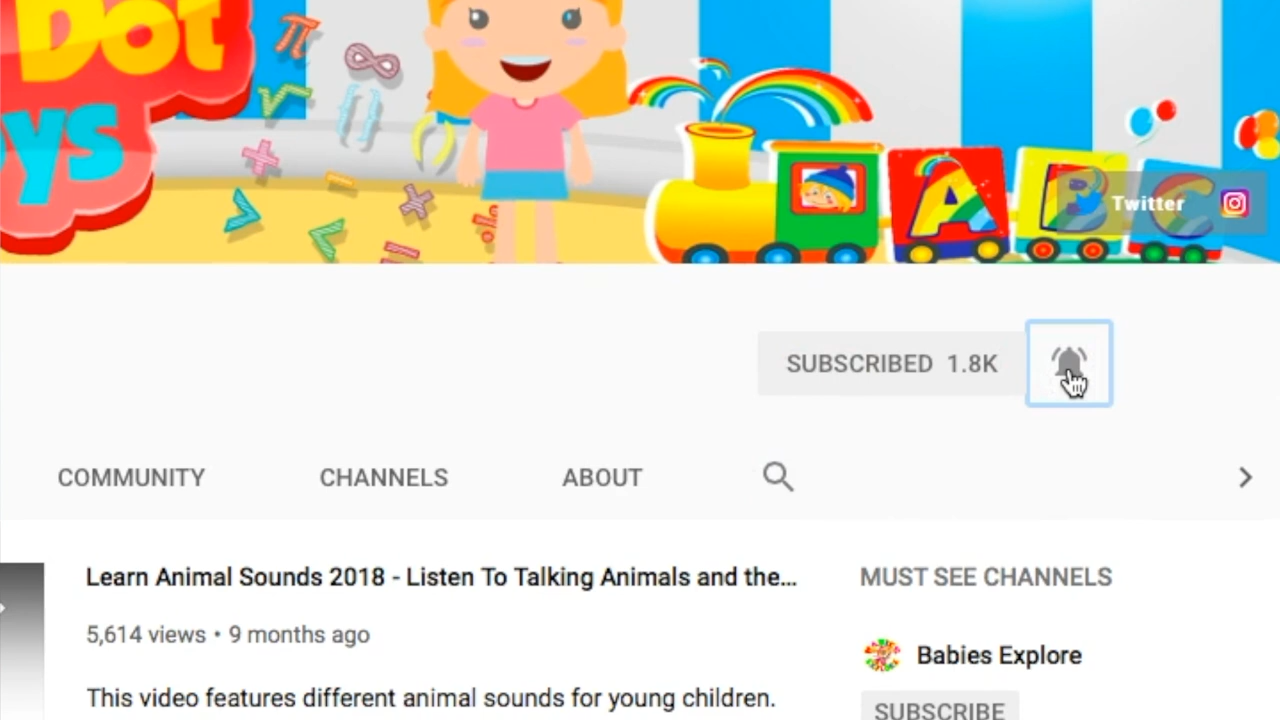 Dot
ys
A B C
Twitter
SUBSCRIBED 1.8K
COMMUNITY CHANNELS ABOUT
Learn Animal Sounds 2018 - Listen To Talking Animals and the...
5,614 views • 9 months ago
This video features different animal sounds for young children.
MUST SEE CHANNELS
Babies Explore
SUBSCRIBE